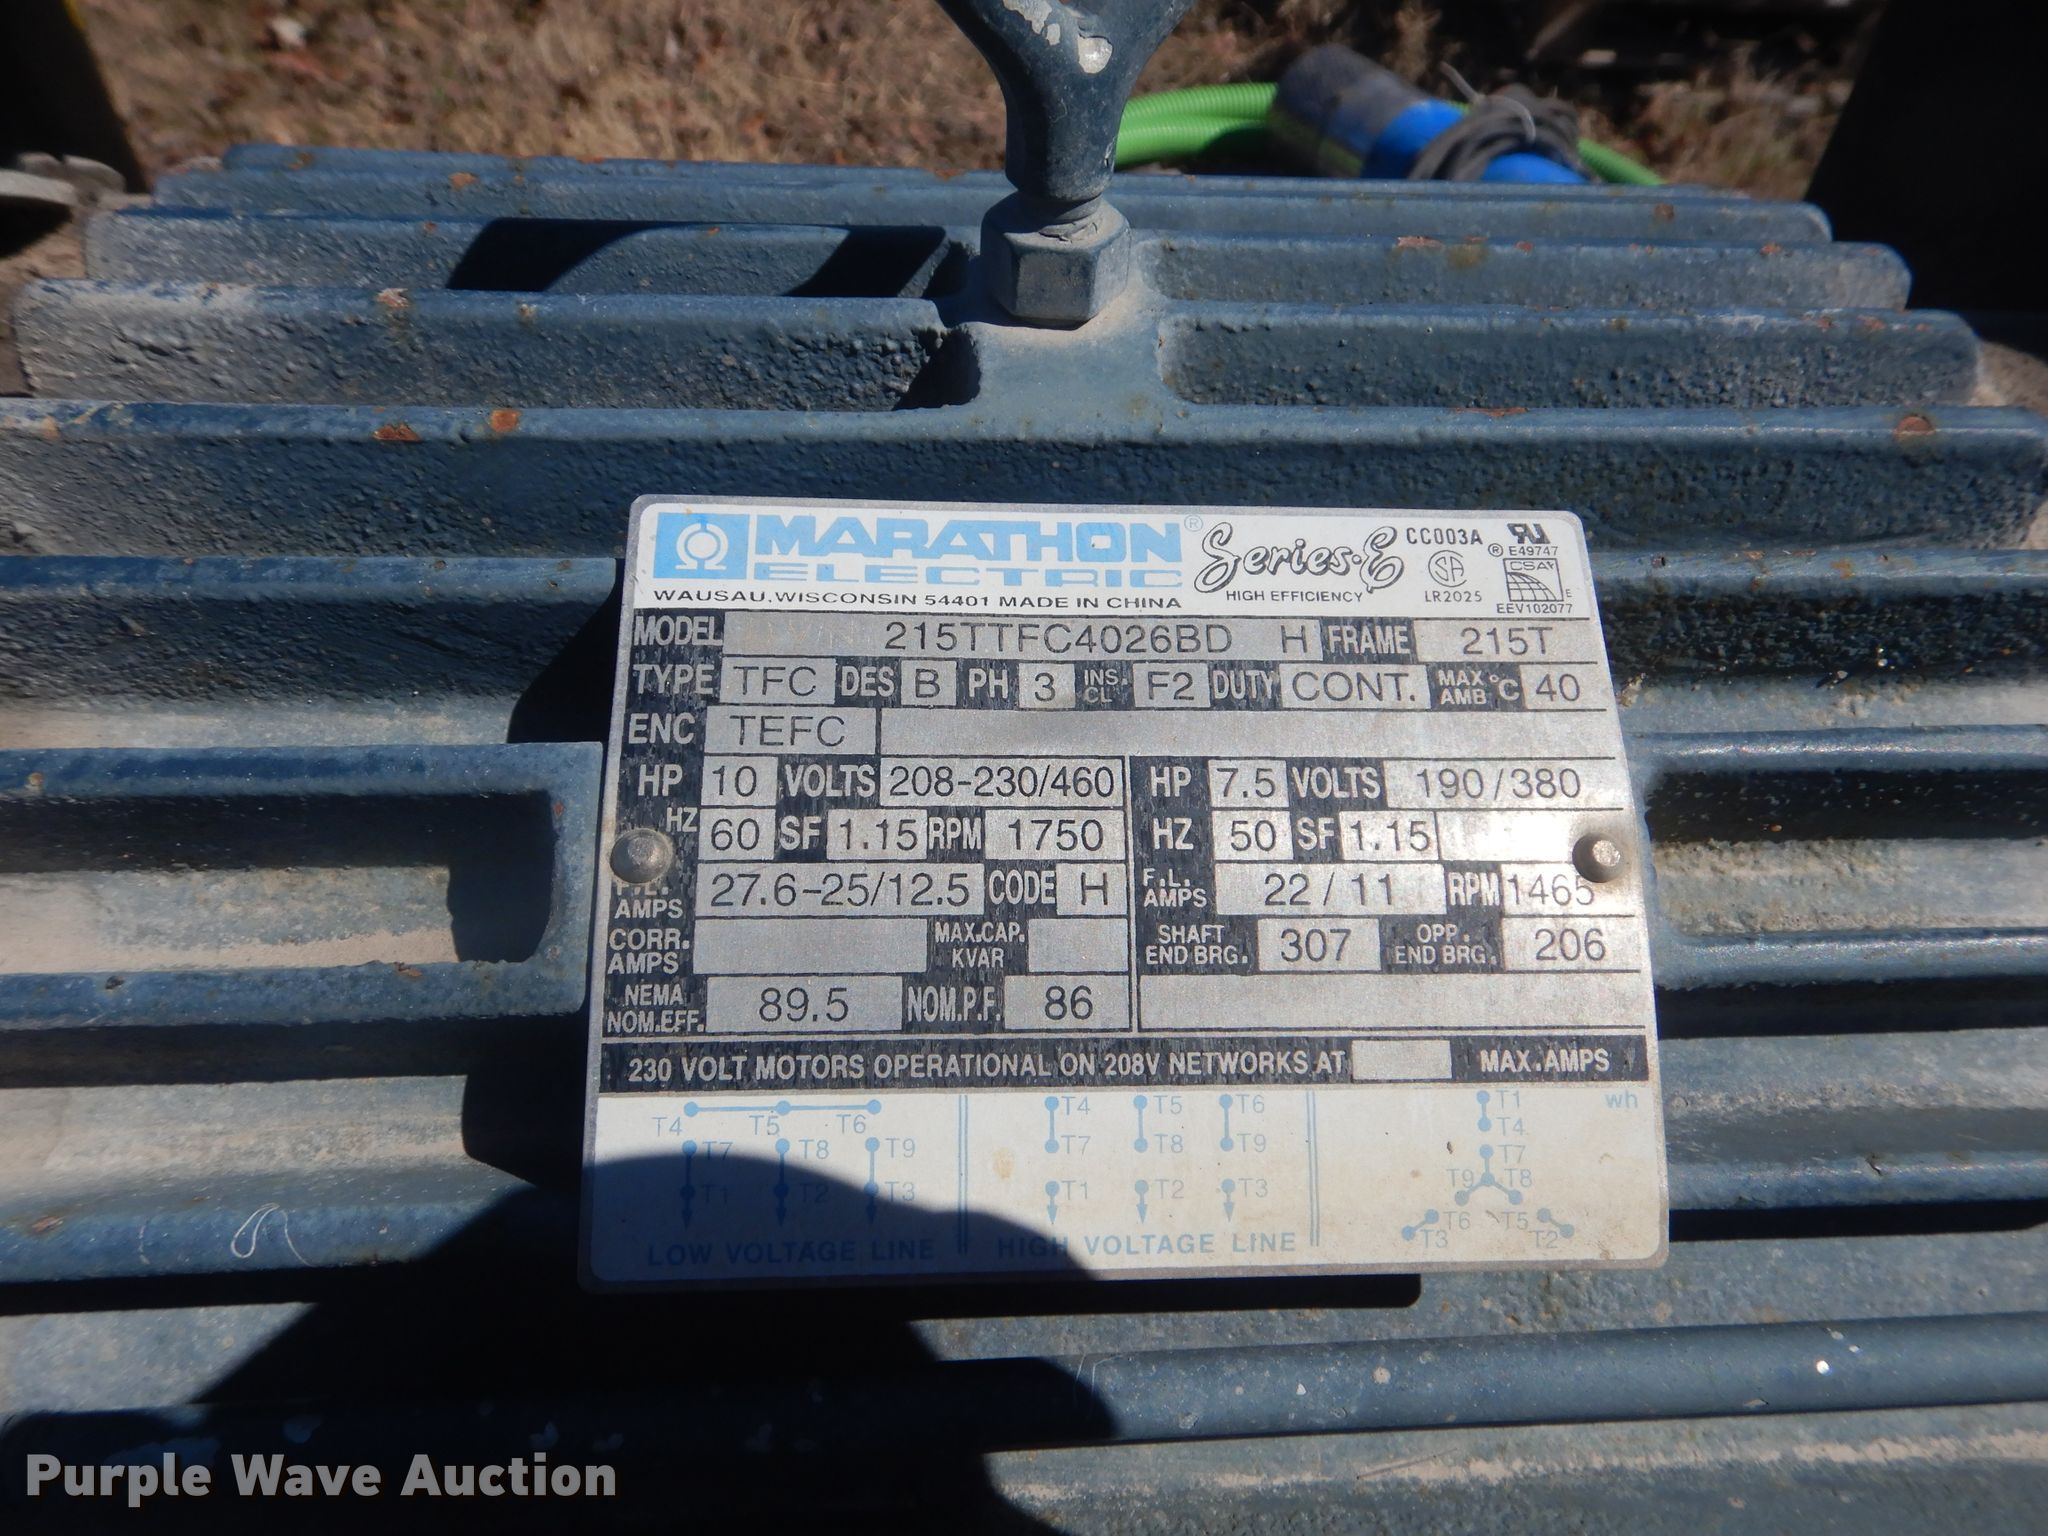 MARATHON ® Series-E CC003A
ELECTRIC HIGH EFFICIENCY
WAUSAU, WISCONSIN 54401 MADE IN CHINA
SA ® LR2025
E49747
CSA E
EEV102077
MODEL 215TTFC4026BD H FRAME 215T
TYPE TFC DES B PH 3 INS. CL F2 DUTY CONT. MAX °C AMB 40
ENC TEFC
HP 10 VOLTS 208-230/460 HP 7.5 VOLTS 190/380
HZ 60 SF 1.15 RPM 1750 HZ 50 SF 1.15
F.L. AMPS 27.6-25/12.5 CODE H F.L. AMPS 22/11 RPM 1465
CORR. AMPS MAX.CAP. KVAR SHAFT END BRG. 307 OPP. END BRG. 206
NEMA NOM.EFF. 89.5 NOM.P.F. 86
230 VOLT MOTORS OPERATIONAL ON 208V NETWORKS AT MAX.AMPS
T4 T5 T6
T7 T8 T9
T1 T2 T3
LOW VOLTAGE LINE
T4 T5 T6
T7 T8 T9
T1 T2 T3
HIGH VOLTAGE LINE
T1 wh
T4
T7
T9 T8
T6 T5
T3 T2
Purple Wave Auction